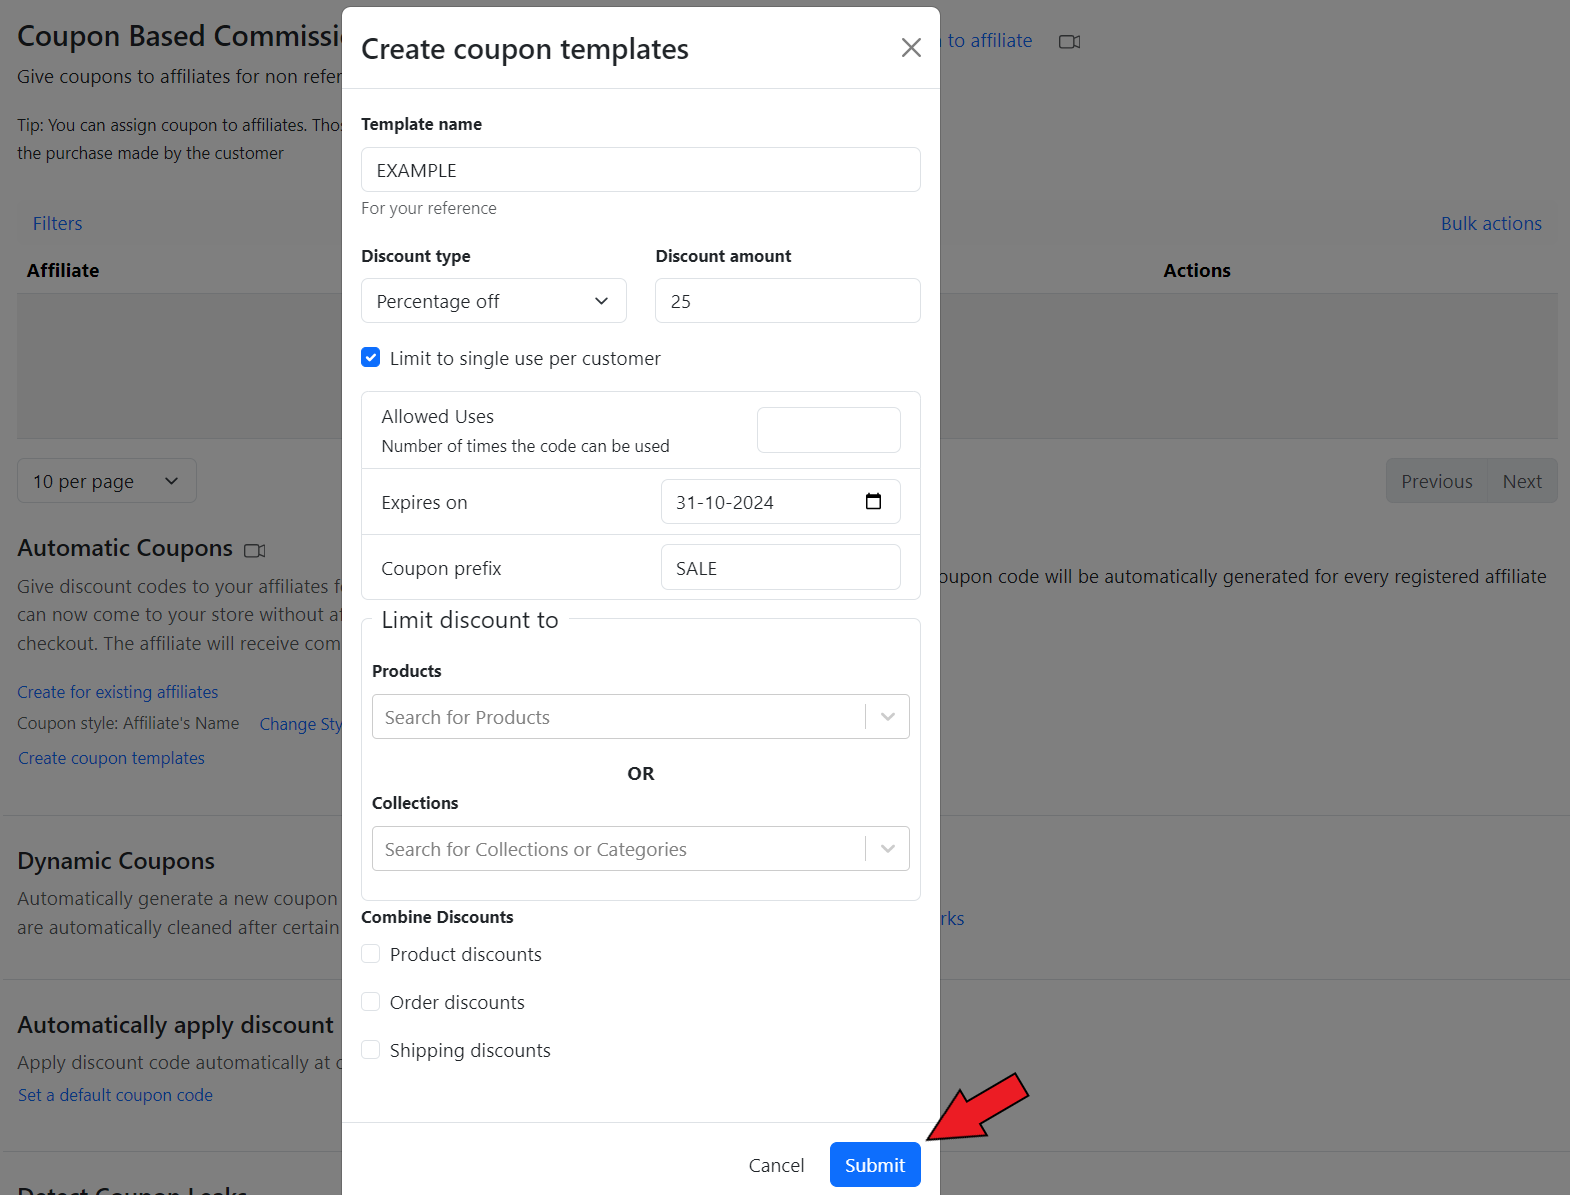 Coupon Based Commissi
Give coupons to affiliates for non refer
Tip: You can assign coupon to affiliates. Tho
the purchase made by the customer
to affiliate
Filters
Bulk actions
Affiliate
Actions
10 per page
Previous
Next
Automatic Coupons
Give discount codes to your affiliates f
can now come to your store without a
checkout. The affiliate will receive com
oupon code will be automatically generated for every registered affiliate
Create for existing affiliates
Coupon style: Affiliate's Name Change Sty
Create coupon templates
Dynamic Coupons
Automatically generate a new coupon
are automatically cleaned after certain
rks
Automatically apply discount
Apply discount code automatically at
Set a default coupon code
Detect Coupon Leaks
Create coupon templates
Template name
EXAMPLE
For your reference
Discount type
Discount amount
Percentage off
25
Limit to single use per customer
Allowed Uses
Number of times the code can be used
Expires on
31-10-2024
Coupon prefix
SALE
Limit discount to
Products
Search for Products
OR
Collections
Search for Collections or Categories
Combine Discounts
Product discounts
Order discounts
Shipping discounts
Cancel
Submit